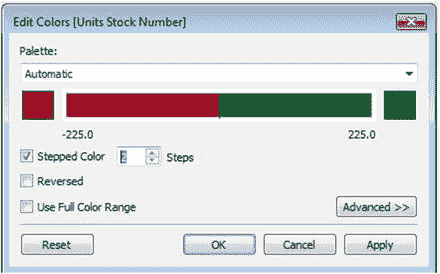 Edit Colors [Units Stock Number]
Palette:
Automatic
-225.0 225.0
Stepped Color 2 Steps
Reversed
Use Full Color Range Advanced >>
Reset OK Cancel Apply